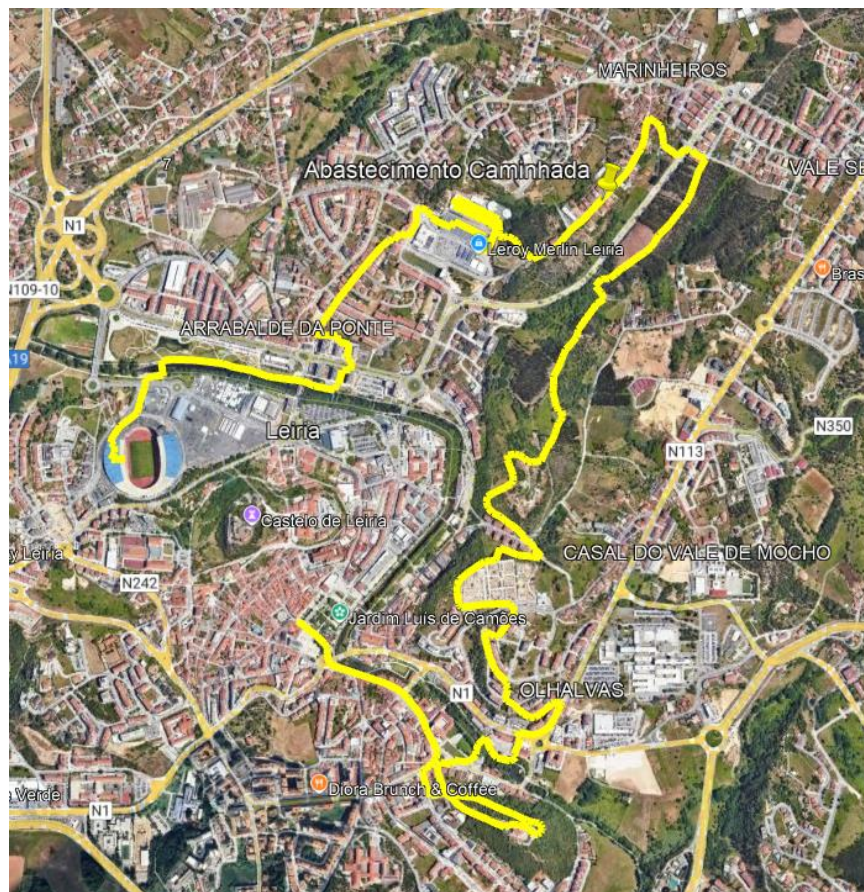 MARINHEIROS
7
Abastecimento Caminhada
VALE SE
N1
Leroy Merlin Leiria
Bras
N109-10
ARRABALDE DA PONTE
A19
Leiria
N350
N113
Castelo de Leiria
y Leiria
CASAL DO VALE DE MOCHO
N242
Jardim Luís de Camões
N1
OLHALVAS
Diora Brunch & Coffee
e Verde
N1